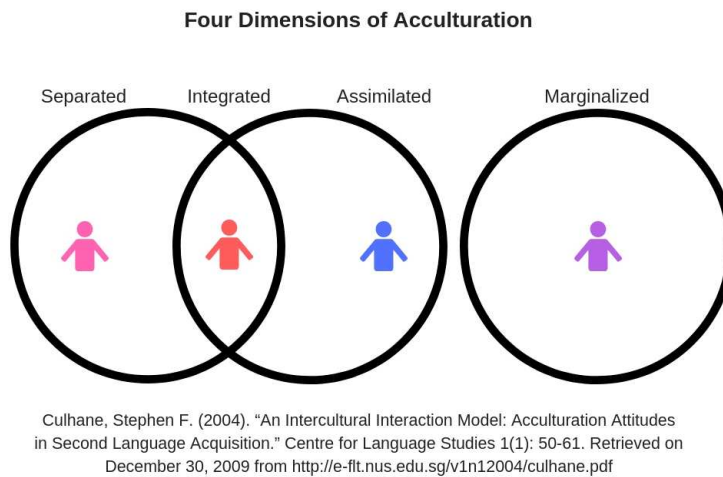 Four Dimensions of Acculturation
Separated
Integrated
Assimilated
Marginalized
Culhane, Stephen F. (2004). “An Intercultural Interaction Model: Acculturation Attitudes
in Second Language Acquisition.” Centre for Language Studies 1(1): 50-61. Retrieved on
December 30, 2009 from http://e-flt.nus.edu.sg/v1n12004/culhane.pdf